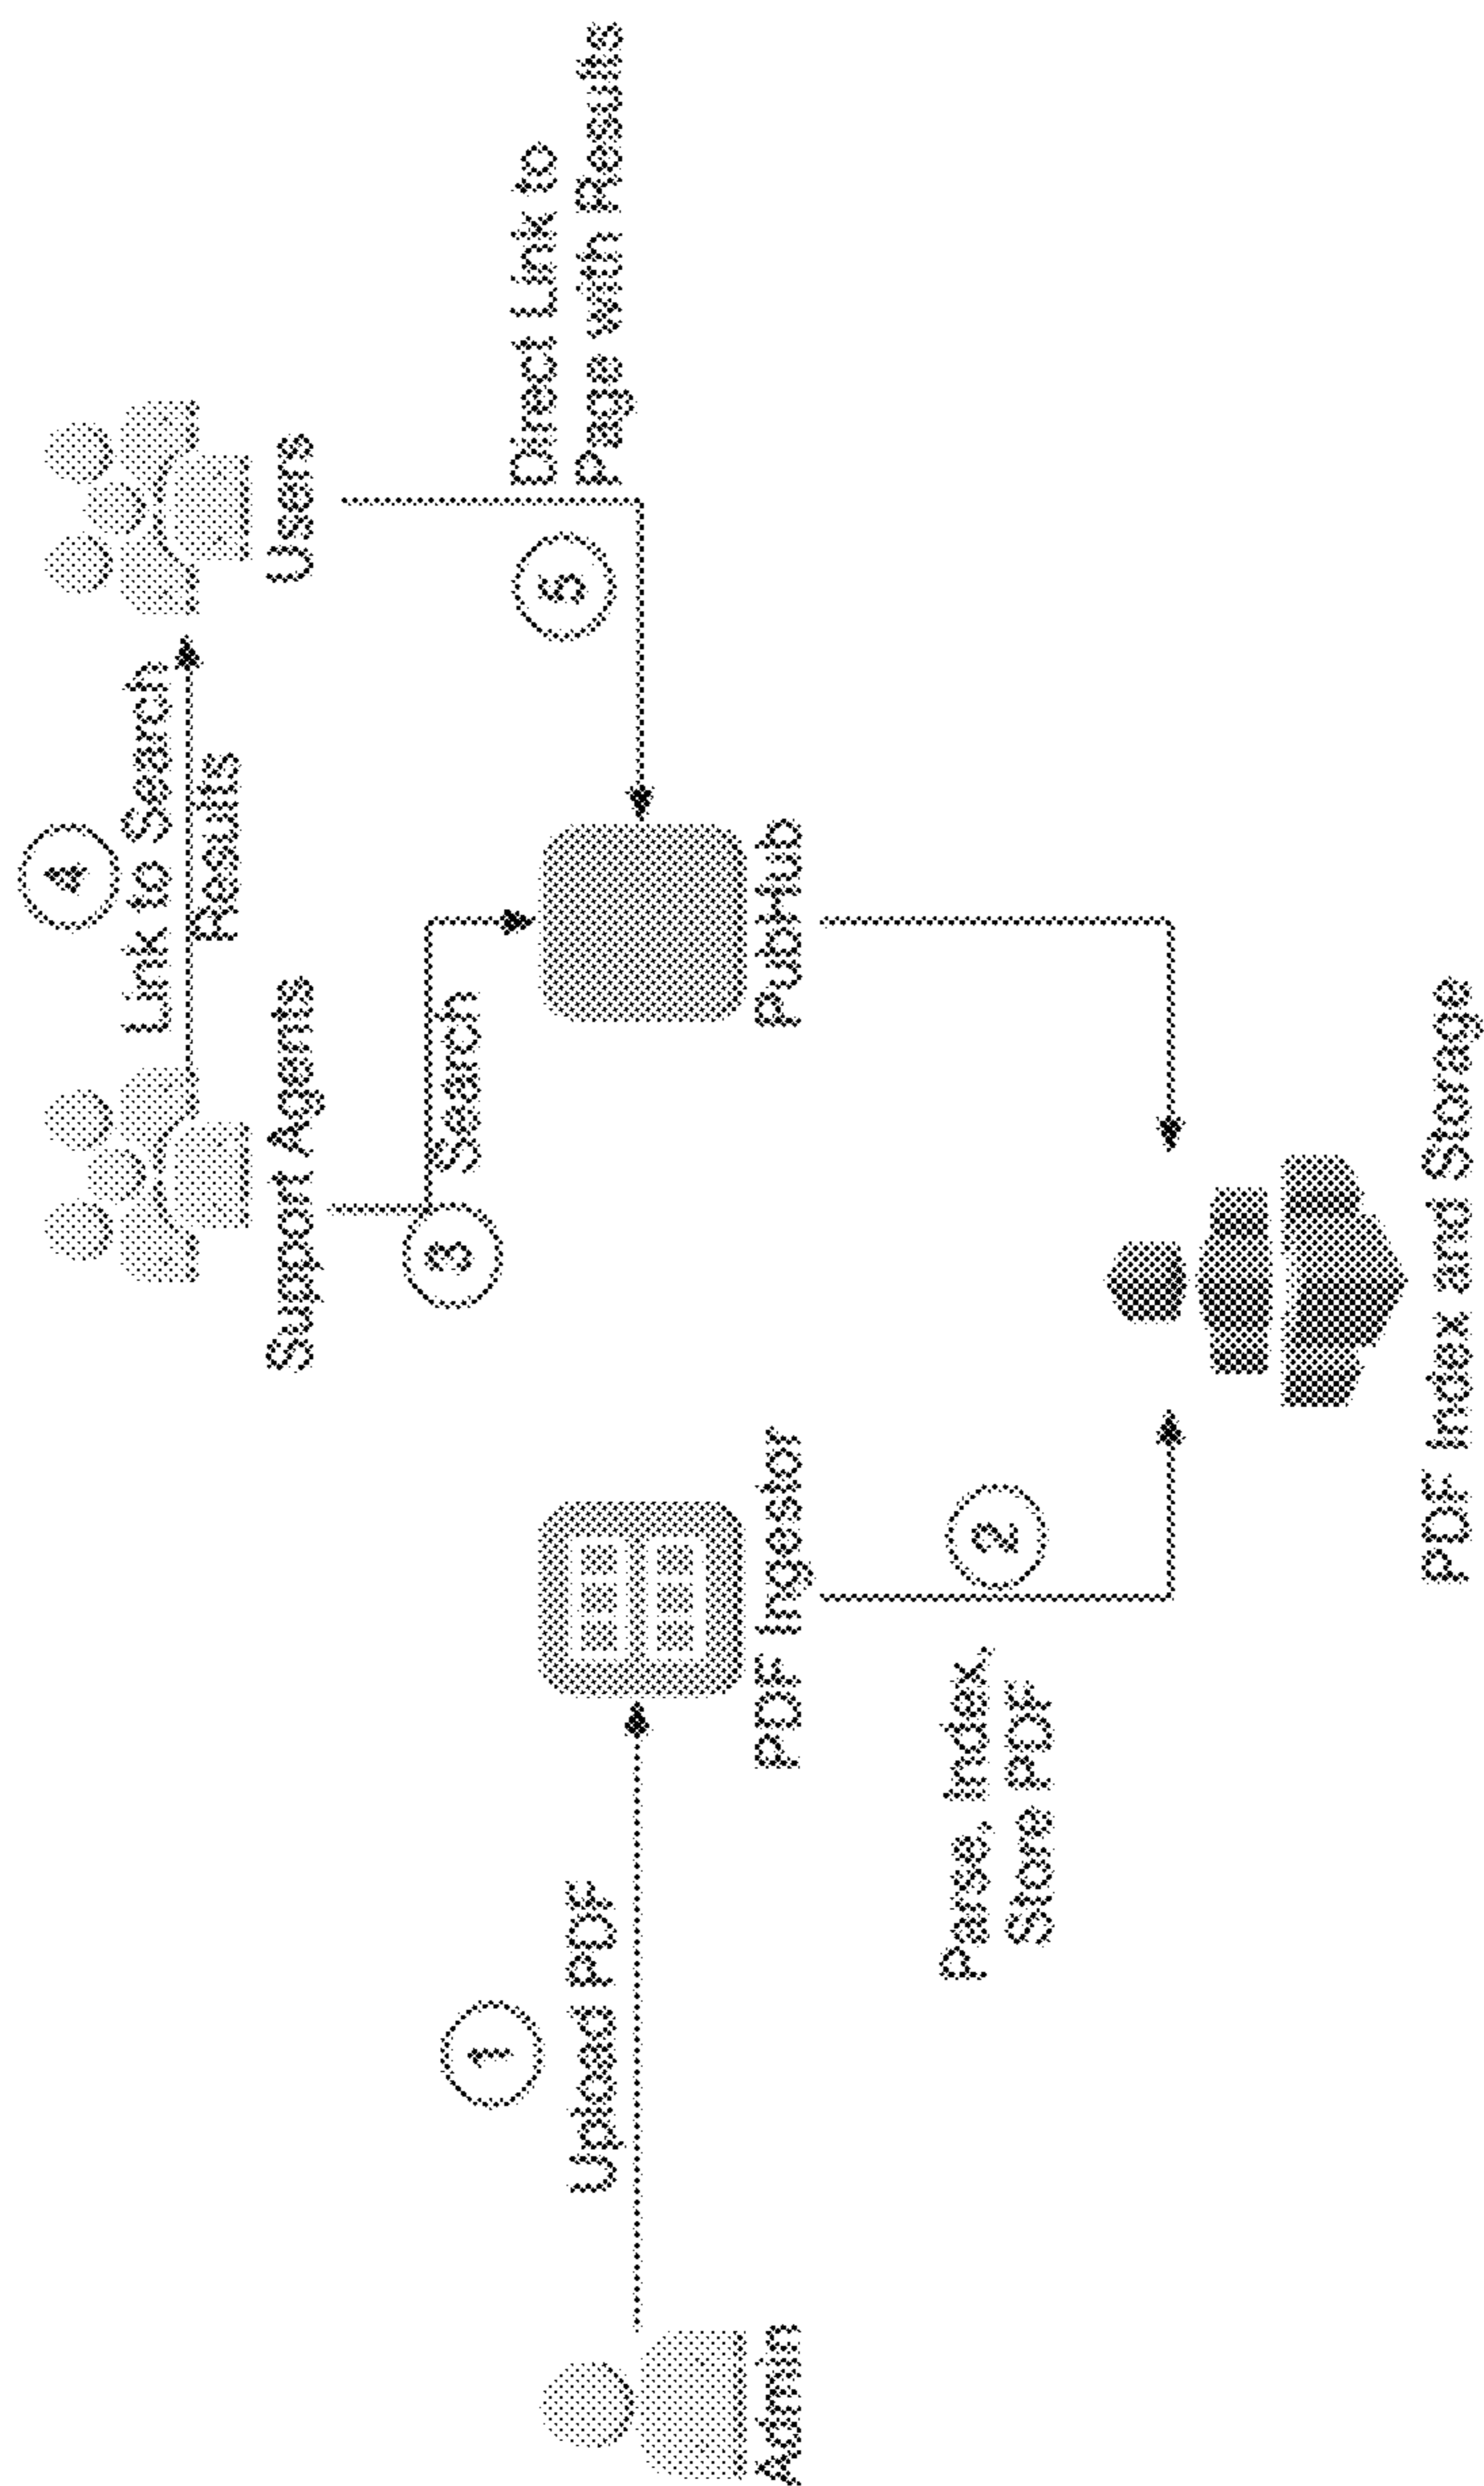 4
Link to Search
Results
Support Agents
Users
3
Search
5
Direct Link to
Page with Results
1
Upload PDF
Admin
PDF Ingestor
PubHub
2
Parse, Index,
Store PDF
PDF Index and Storage